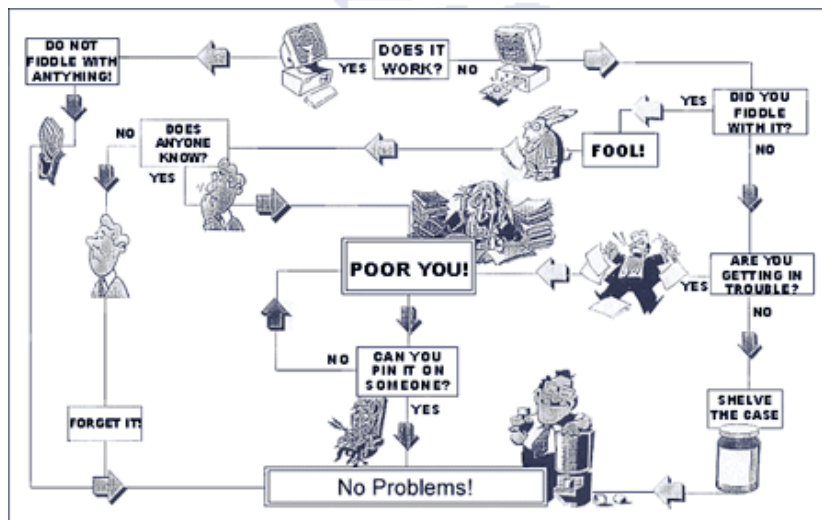 DO NOT
FIDDLE WITH
ANTYHING!
YES
DOES IT
WORK?
NO
YES
DID YOU
FIDDLE
WITH IT?
NO
FOOL!
NO
DOES
ANYONE
KNOW?
YES
POOR YOU!
YES
ARE YOU
GETTING IN
TROUBLE?
NO
NO
CAN YOU
PIN IT ON
SOMEONE?
YES
SHELVE
THE CASE
FORGET IT!
No Problems!